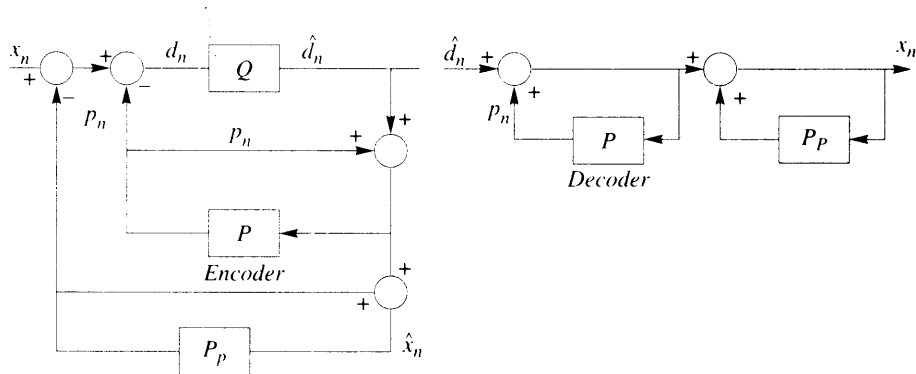 x_n
+
−
+
−
d_n
Q
\hat{d}_n
p_n
p_n
+
+
P
Encoder
+
+
P_p
\hat{x}_n
\hat{d}_n
+
+
p_n
P
Decoder
+
+
P_P
x_n